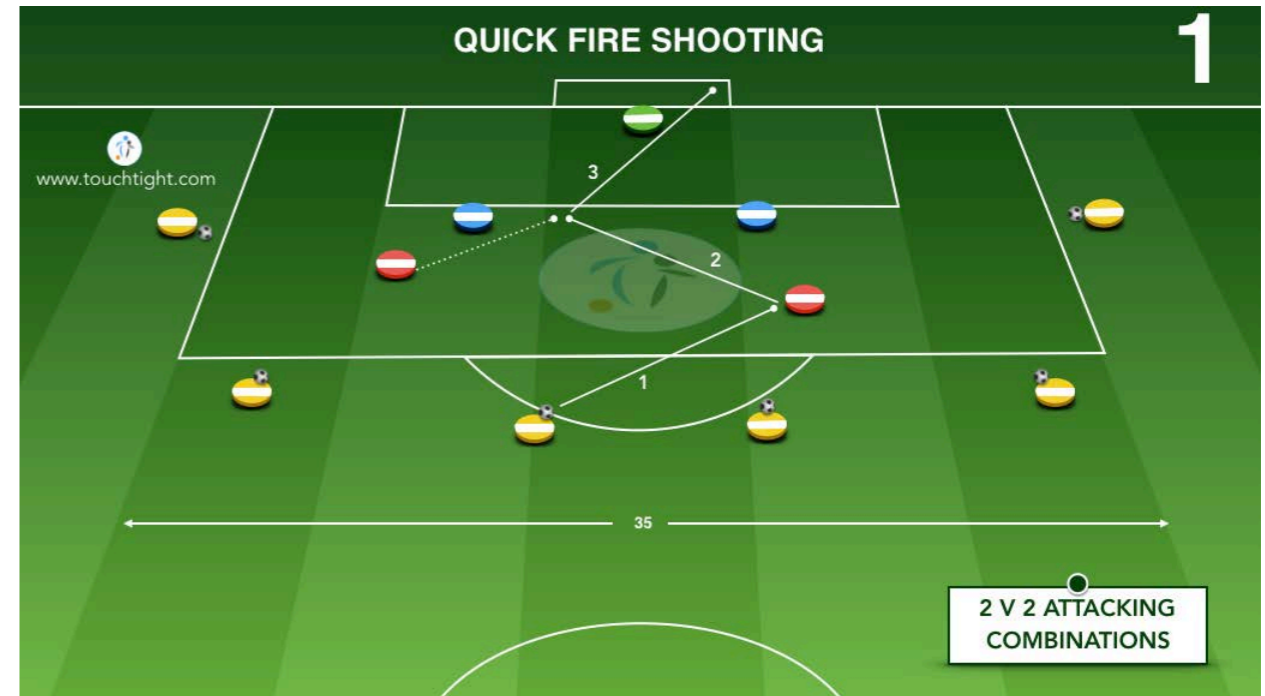 QUICK FIRE SHOOTING
1
www.touchtight.com
3
2
1
35
2 V 2 ATTACKING
COMBINATIONS